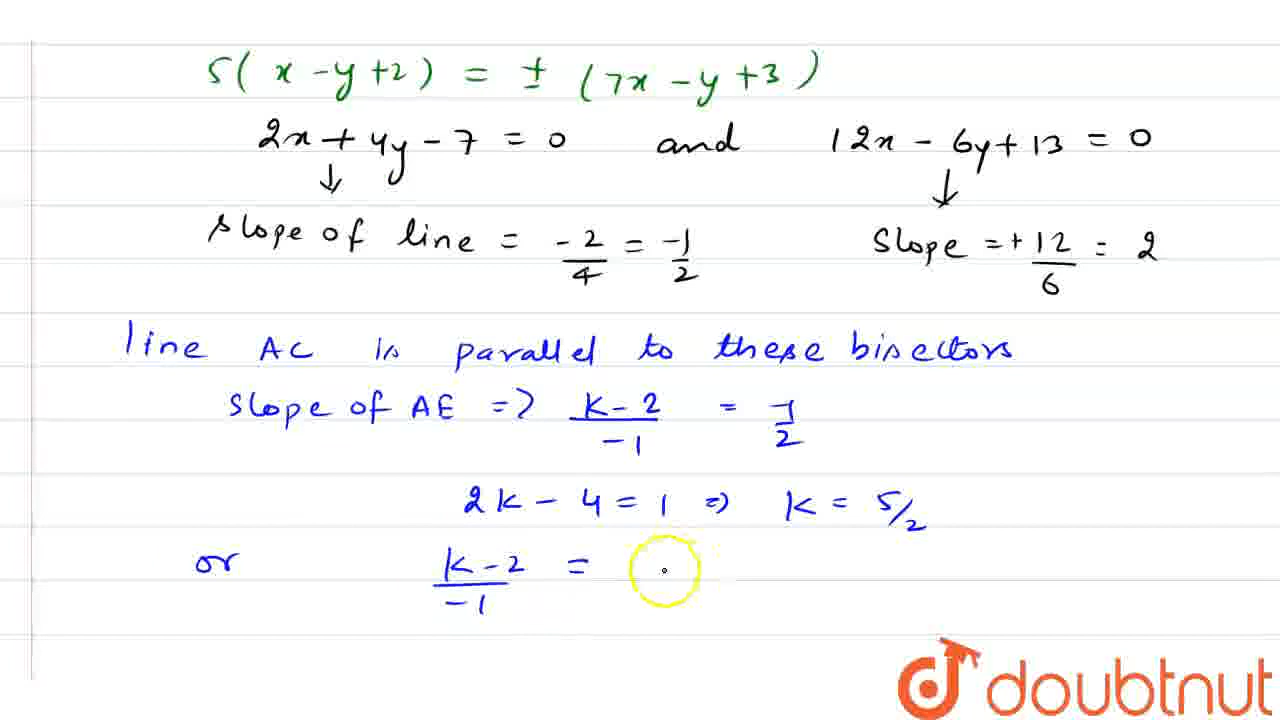 5( x - y + 2 ) = ± ( 7x - y + 3 )
2x + 4y - 7 = 0 and 12x - 6y + 13 = 0
↓ ↓
slope of line = -2/4 = -1/2 slope = + 12/6 = 2
line AC is parallel to these bisectors
slope of AE => k-2/-1 = -1/2
2k - 4 = 1 => k = 5/2
or k-2/-1 =
doubtnut